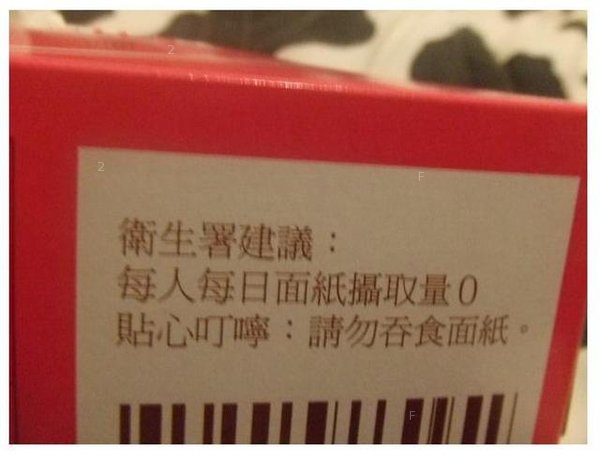 衛生署建議：
每人每日面紙攝取量0
貼心叮嚀：請勿吞食面紙。